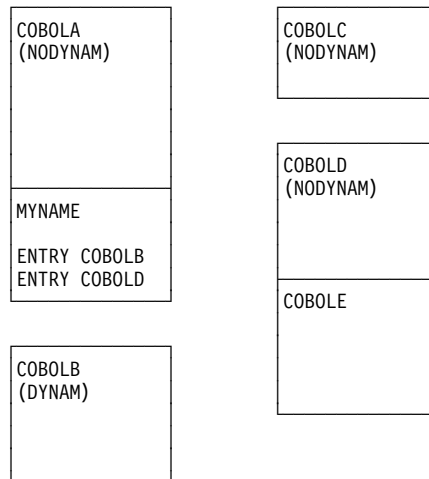 COBOLA
(NODYNAM)
MYNAME
ENTRY COBOLB
ENTRY COBOLD
COBOLB
(DYNAM)
COBOLC
(NODYNAM)
COBOLD
(NODYNAM)
COBOLE